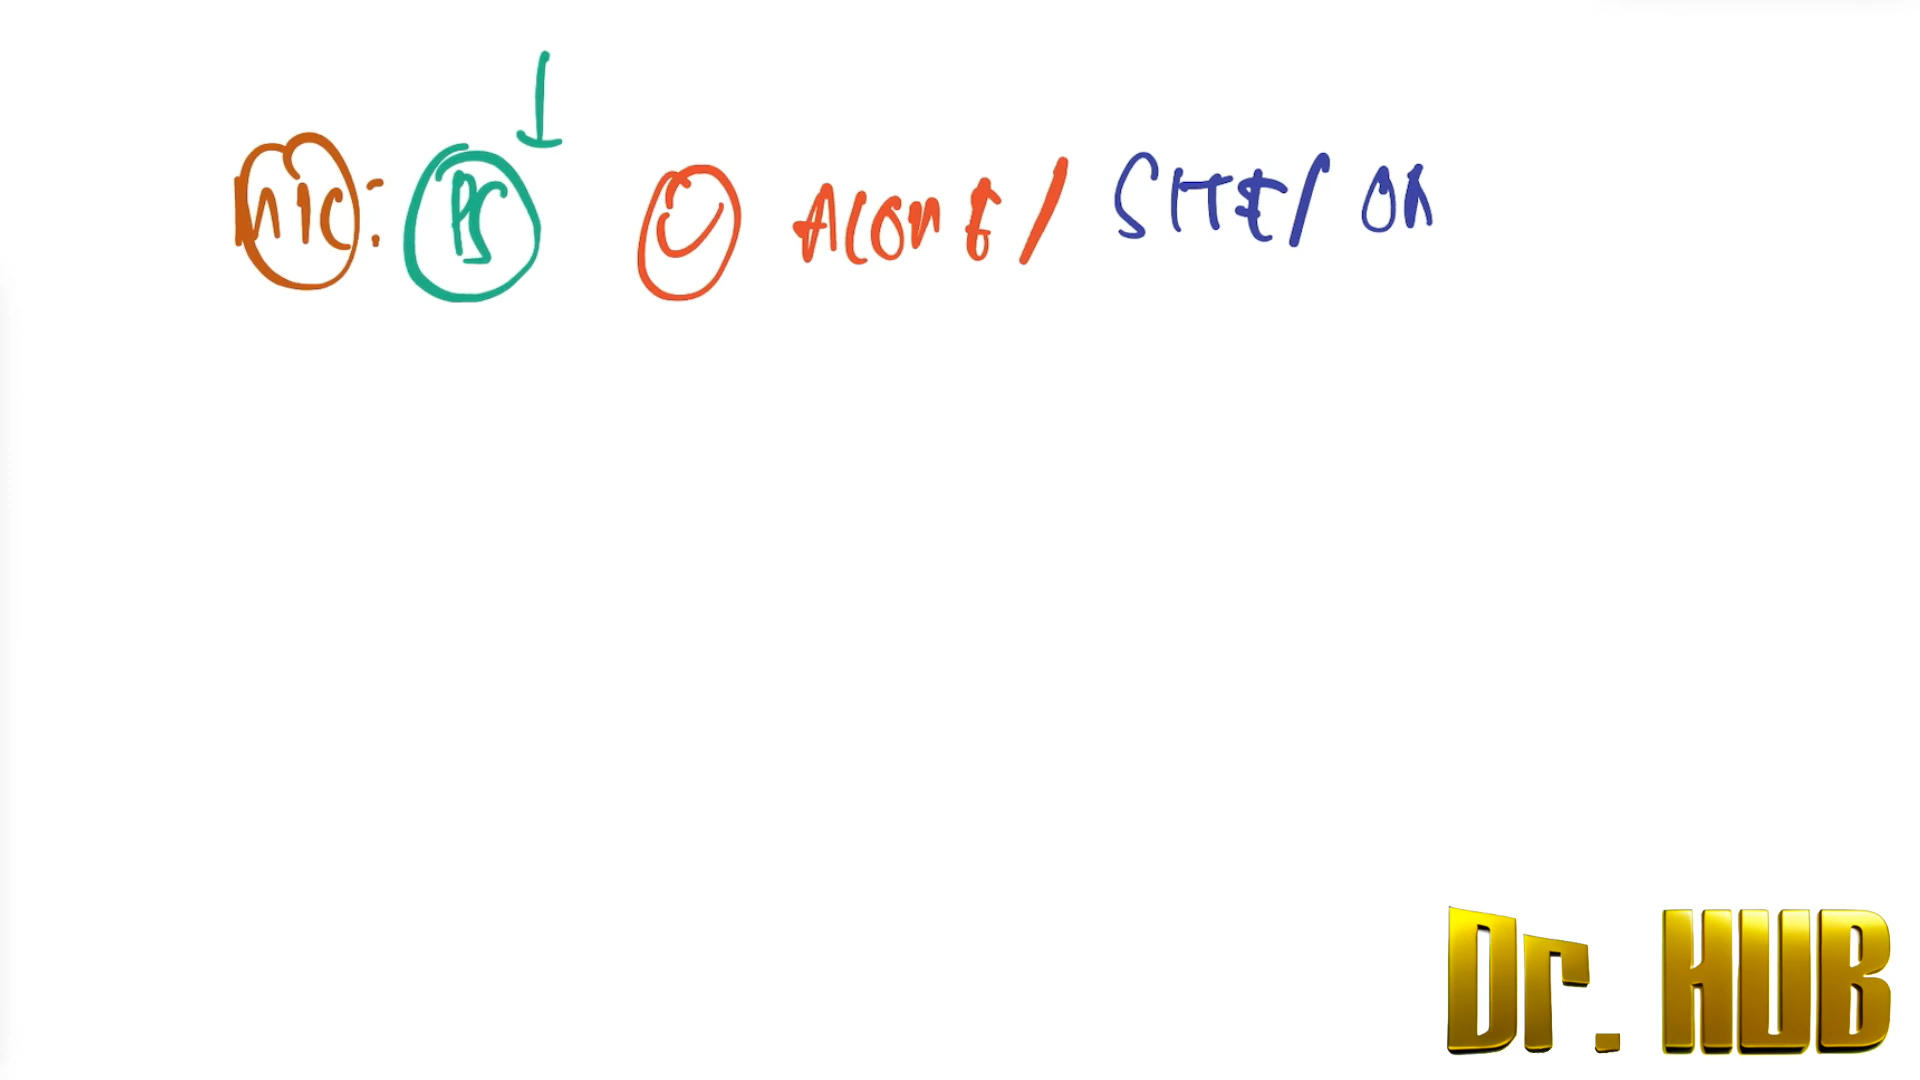 MIC: PS ALONE / SITE / OR
Dr. HUB